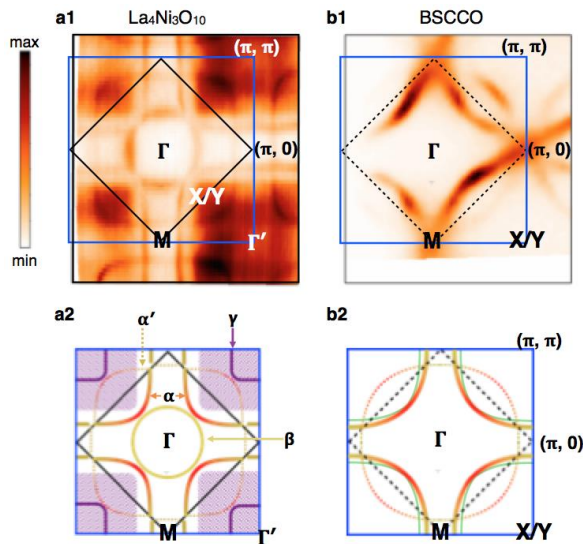 a1
La₄Ni₃O₁₀
b1
BSCCO
max
min
(π, π)
Γ
(π, 0)
X/Y
M
Γ′
(π, π)
Γ
(π, 0)
M
X/Y
a2
α′
γ
α
Γ
β
M
Γ′
b2
(π, π)
Γ
(π, 0)
M
X/Y